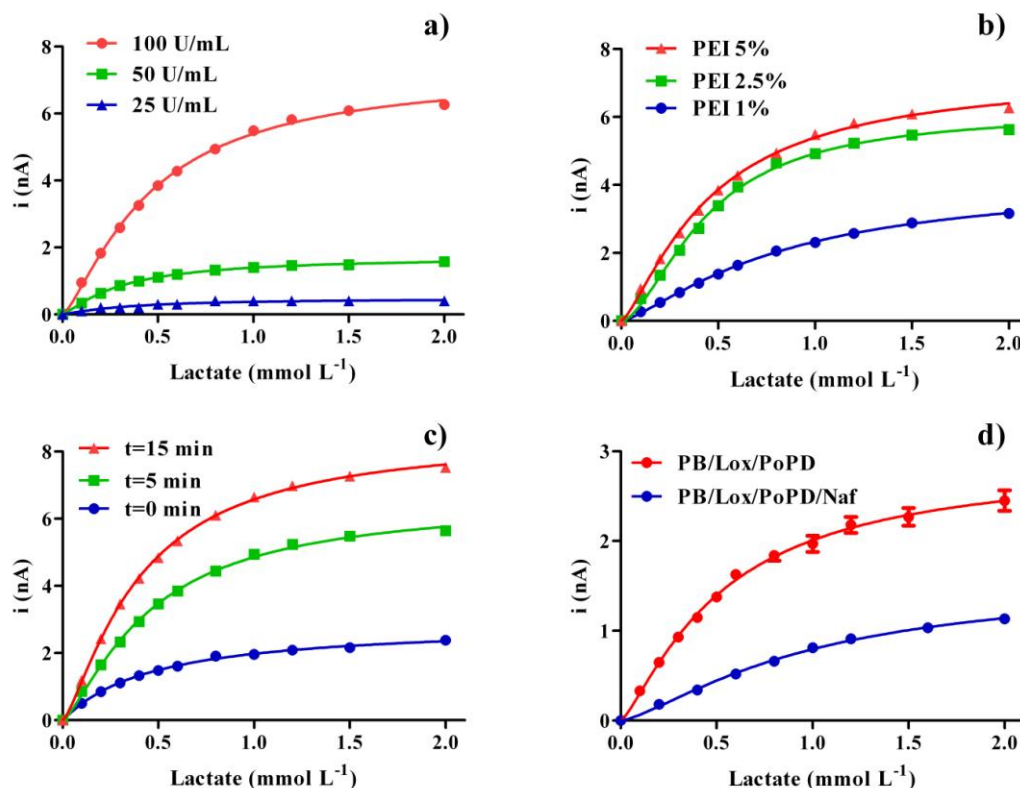 a)
100 U/mL
50 U/mL
25 U/mL
i (nA)
8
6
4
2
0
0.0 0.5 1.0 1.5 2.0
Lactate (mmol L⁻¹)
b)
PEI 5%
PEI 2.5%
PEI 1%
i (nA)
8
6
4
2
0
0.0 0.5 1.0 1.5 2.0
Lactate (mmol L⁻¹)
c)
t=15 min
t=5 min
t=0 min
i (nA)
8
6
4
2
0
0.0 0.5 1.0 1.5 2.0
Lactate (mmol L⁻¹)
d)
PB/Lox/PoPD
PB/Lox/PoPD/Naf
i (nA)
3
2
1
0
0.0 0.5 1.0 1.5 2.0
Lactate (mmol L⁻¹)